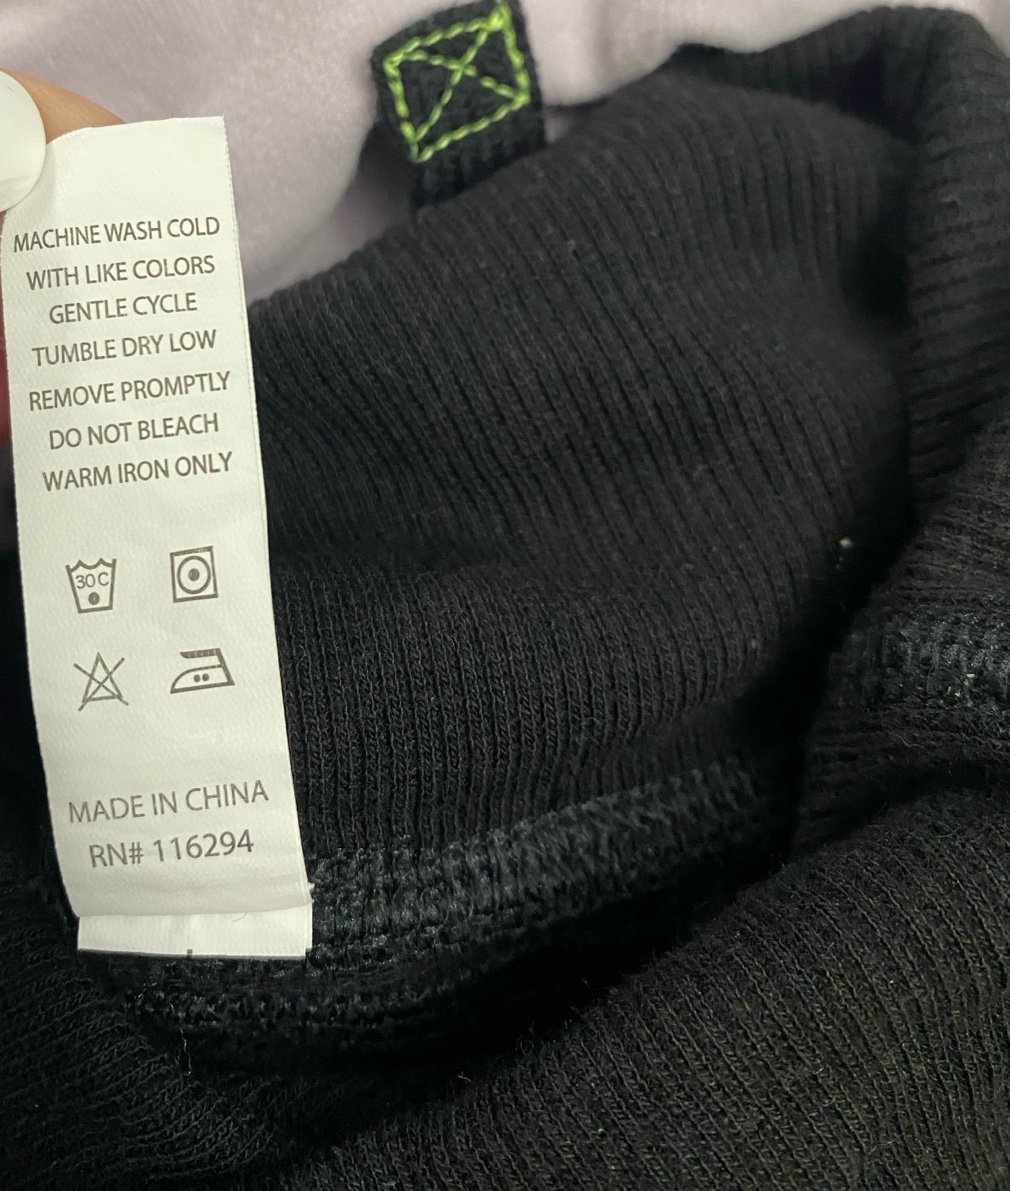 MACHINE WASH COLD
WITH LIKE COLORS
GENTLE CYCLE
TUMBLE DRY LOW
REMOVE PROMPTLY
DO NOT BLEACH
WARM IRON ONLY
30C
MADE IN CHINA
RN# 116294